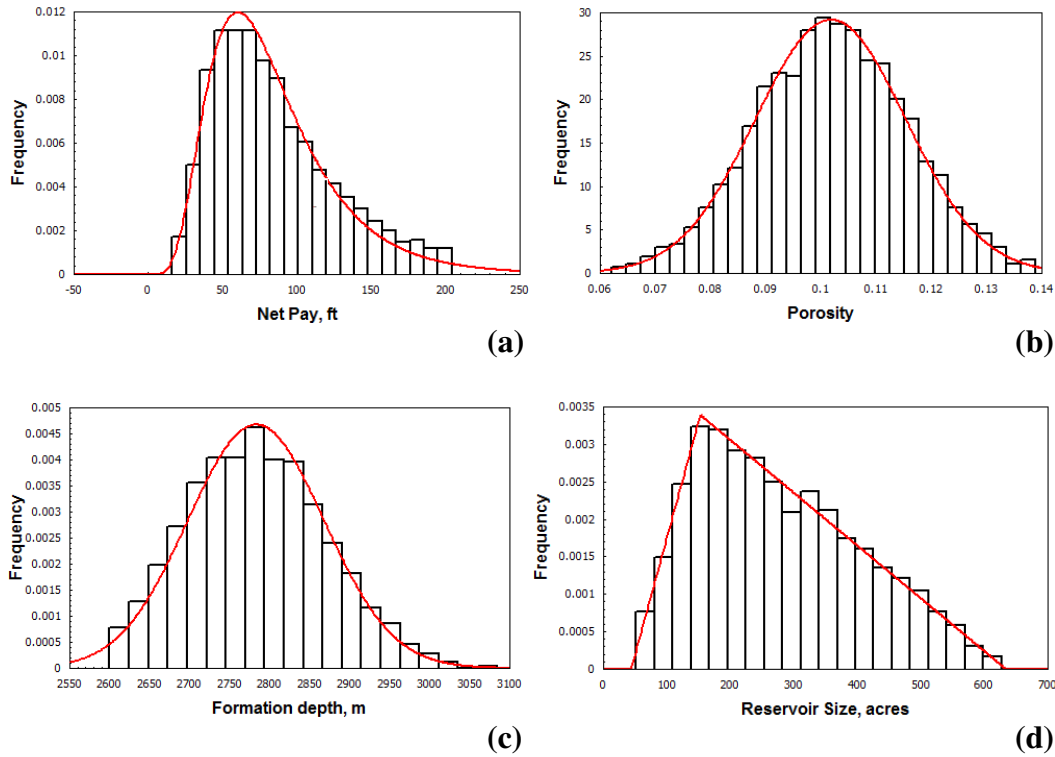 0.012
0.01
0.008
0.006
0.004
0.002
0
Frequency
-50 0 50 100 150 200 250
Net Pay, ft
(a)
30
25
20
15
10
5
0
Frequency
0.06 0.07 0.08 0.09 0.1 0.11 0.12 0.13 0.14
Porosity
(b)
0.005
0.0045
0.004
0.0035
0.003
0.0025
0.002
0.0015
0.001
0.0005
0
Frequency
2550 2600 2650 2700 2750 2800 2850 2900 2950 3000 3050 3100
Formation depth, m
(c)
0.0035
0.003
0.0025
0.002
0.0015
0.001
0.0005
0
Frequency
0 100 200 300 400 500 600 700
Reservoir Size, acres
(d)